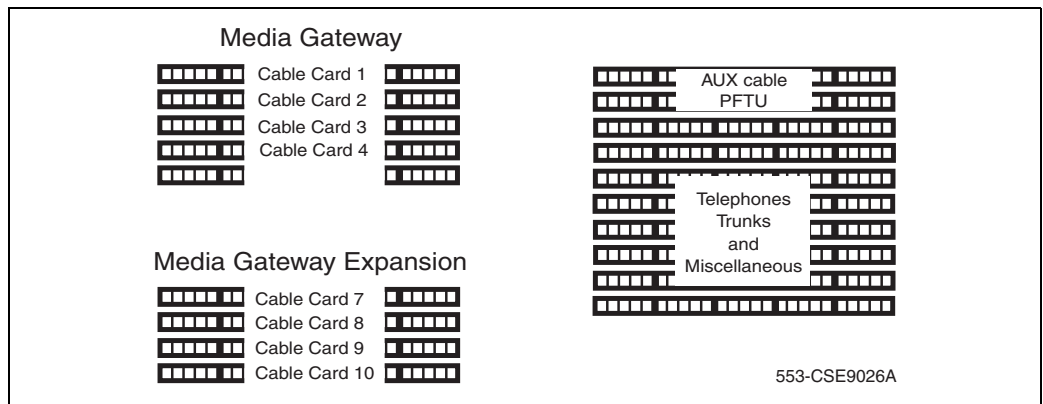 Media Gateway
Cable Card 1
Cable Card 2
Cable Card 3
Cable Card 4
Media Gateway Expansion
Cable Card 7
Cable Card 8
Cable Card 9
Cable Card 10
AUX cable
PFTU
Telephones
Trunks
and
Miscellaneous
553-CSE9026A